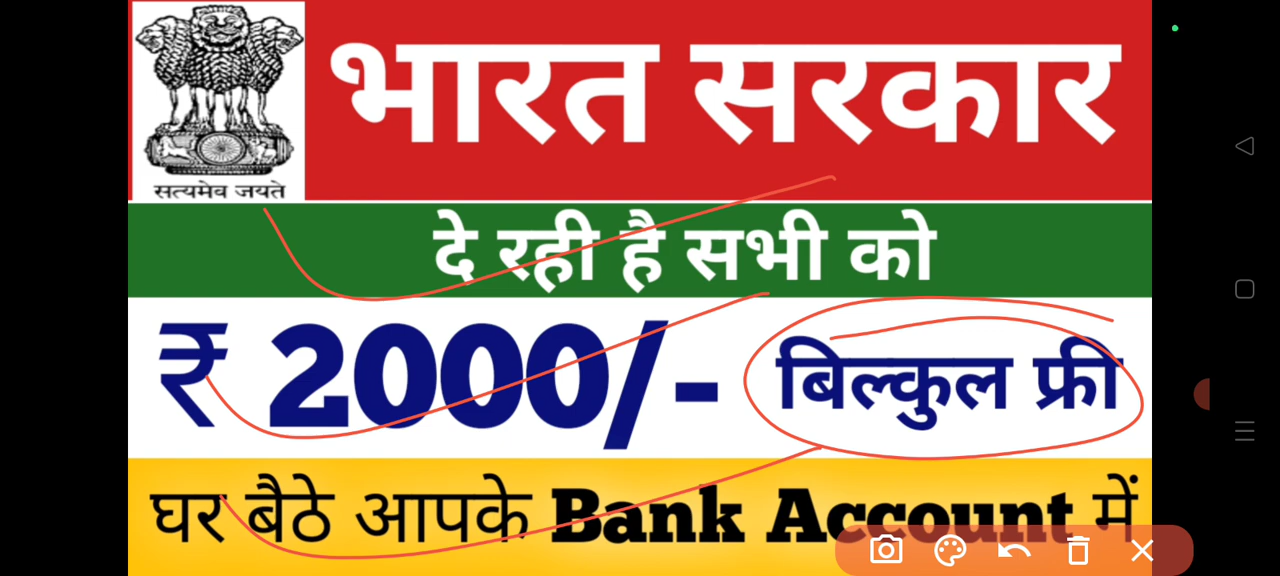 सत्यमेव जयते
भारत सरकार
दे रही है सभी को
₹ 2000/- बिल्कुल फ्री
घर बैठे आपके Bank Account में